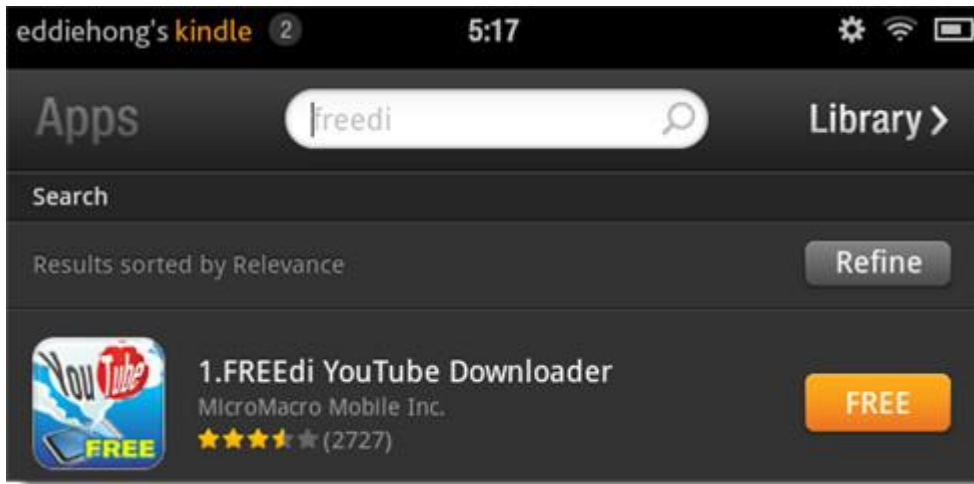 eddiehong's kindle 2 5:17
Apps freedi Library >
Search
Results sorted by Relevance Refine
You Tube
FREE
1.FREEdi YouTube Downloader
MicroMacro Mobile Inc.
(2727)
FREE